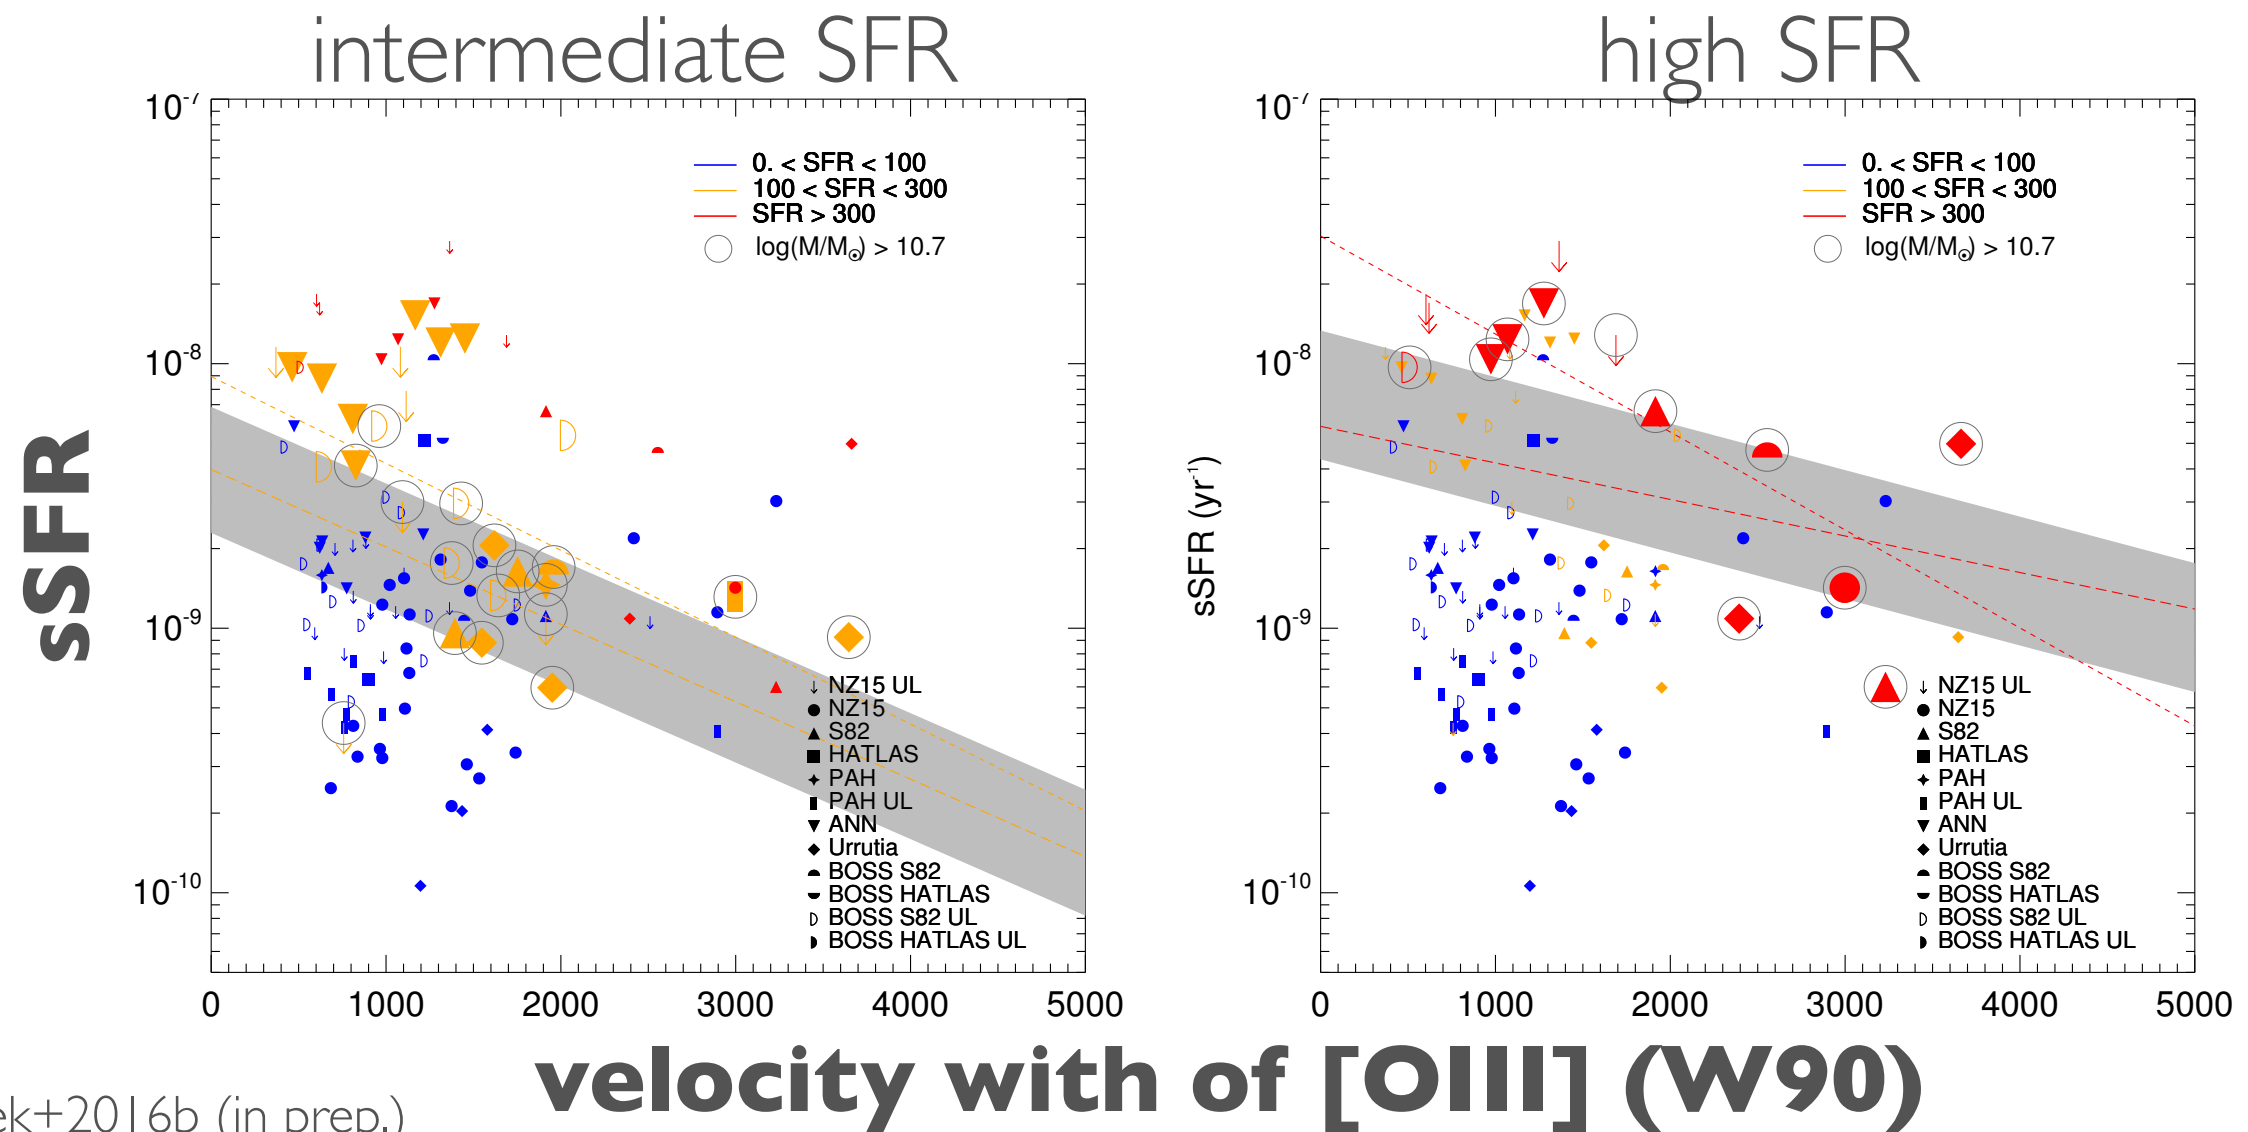 intermediate SFR
high SFR
10⁻⁷
10⁻⁸
10⁻⁹
10⁻¹⁰
0. < SFR < 100
100 < SFR < 300
SFR > 300
log(M/M☉) > 10.7
NZ15 UL
NZ15
S82
HATLAS
PAH
PAH UL
ANN
Urrutia
BOSS S82
BOSS HATLAS
BOSS S82 UL
BOSS HATLAS UL
0 1000 2000 3000 4000 5000
sSFR
sSFR (yr⁻¹)
10⁻⁷
10⁻⁸
10⁻⁹
10⁻¹⁰
0. < SFR < 100
100 < SFR < 300
SFR > 300
log(M/M☉) > 10.7
NZ15 UL
NZ15
S82
HATLAS
PAH
PAH UL
ANN
Urrutia
BOSS S82
BOSS HATLAS
BOSS S82 UL
BOSS HATLAS UL
0 1000 2000 3000 4000 5000
velocity with of [OIII] (W90)
ek+2016b (in prep.)